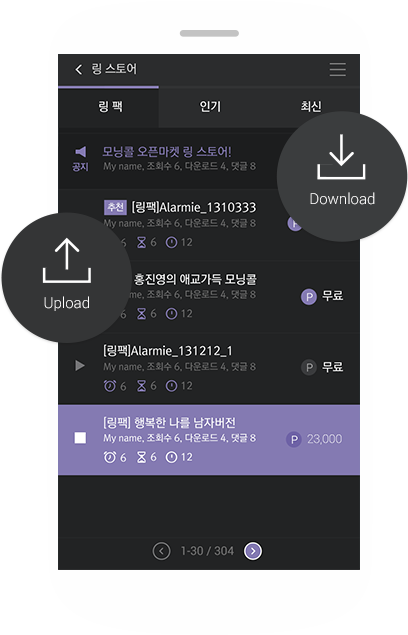 링 스토어
링 팩 인기 최신
모닝콜 오픈마켓 링 스토어!
공지 My name, 조회수 6, 다운로드 4, 댓글 8
Download
추천 [링팩]Alarmie_1310333
P
6 6 12
Upload
홍진영의 애교가득 모닝콜
My name, 조회수 6, 다운로드 4, 댓글 8
P 무료
6 6 12
[링팩]Alarmie_131212_1
My name, 조회수 6, 다운로드 4, 댓글 8
P 무료
6 6 12
[링팩] 행복한 나를 남자버전
My name, 조회수 6, 다운로드 4, 댓글 8
P 23,000
6 6 12
1-30 / 304